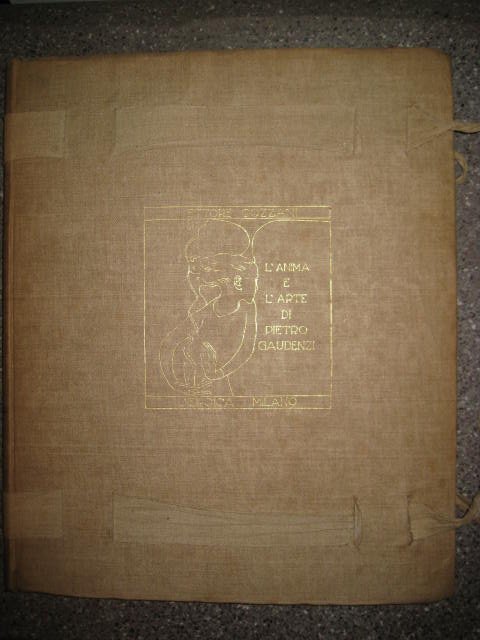 ETTORE COZZANI
L'ANIMA
E
L'ARTE
DI
PIETRO
GAUDENZI
L'EROICA MILANO